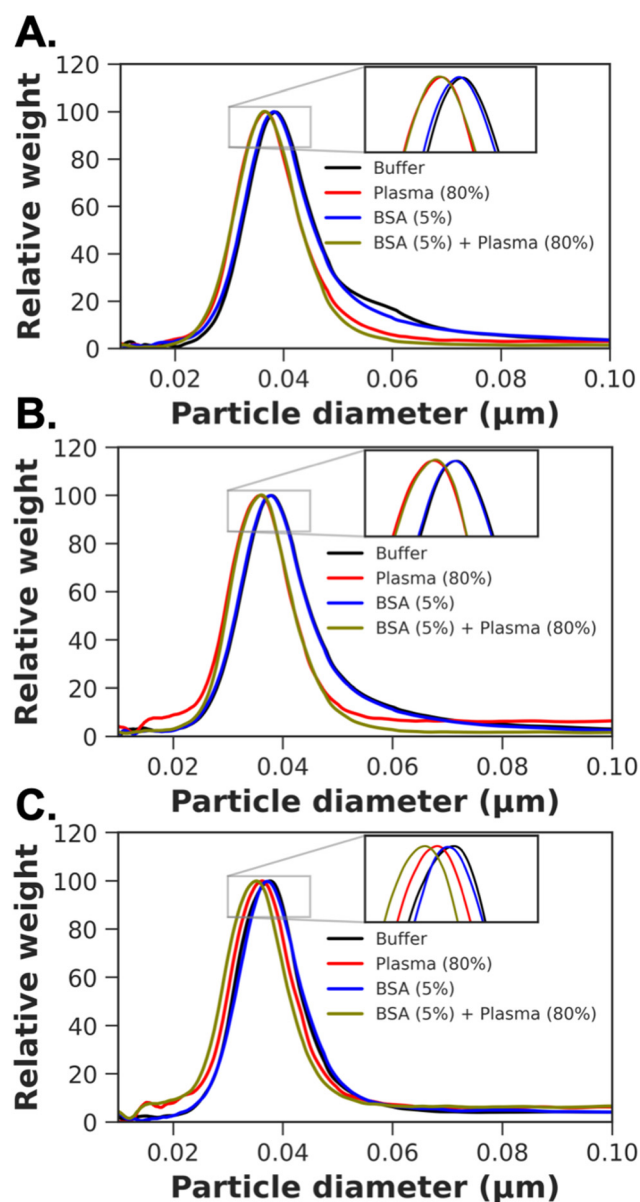 A.
120
100
80
60
40
20
0
Relative weight
Buffer
Plasma (80%)
BSA (5%)
BSA (5%) + Plasma (80%)
0.02 0.04 0.06 0.08 0.10
Particle diameter (μm)
B.
120
100
80
60
40
20
0
Relative weight
Buffer
Plasma (80%)
BSA (5%)
BSA (5%) + Plasma (80%)
0.02 0.04 0.06 0.08 0.10
Particle diameter (μm)
C.
120
100
80
60
40
20
0
Relative weight
Buffer
Plasma (80%)
BSA (5%)
BSA (5%) + Plasma (80%)
0.02 0.04 0.06 0.08 0.10
Particle diameter (μm)